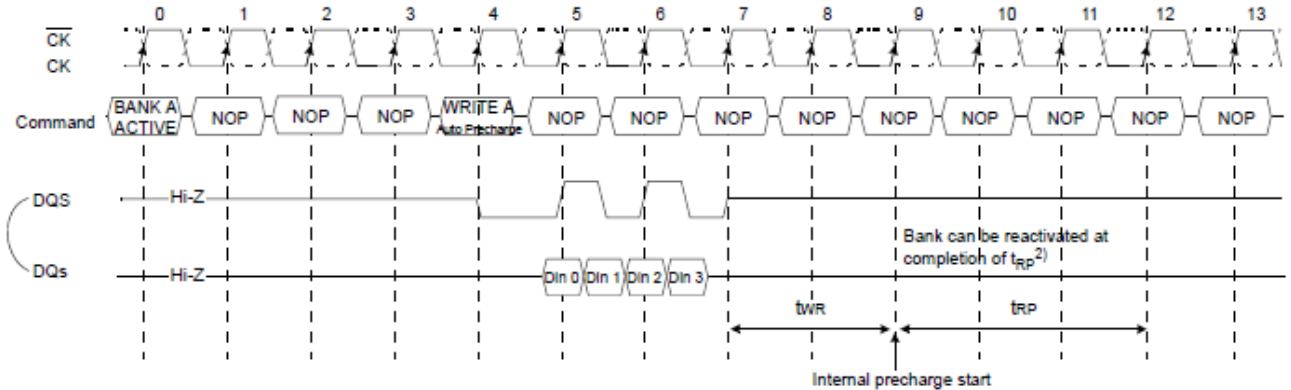 0 1 2 3 4 5 6 7 8 9 10 11 12 13
CK
CK
Command BANK A ACTIVE NOP NOP NOP WRITE A Auto Precharge NOP NOP NOP NOP NOP NOP NOP NOP NOP
DQS Hi-Z
Bank can be reactivated at
completion of tRP2)
DQs Hi-Z Din 0 Din 1 Din 2 Din 3
tWR tRP
Internal precharge start